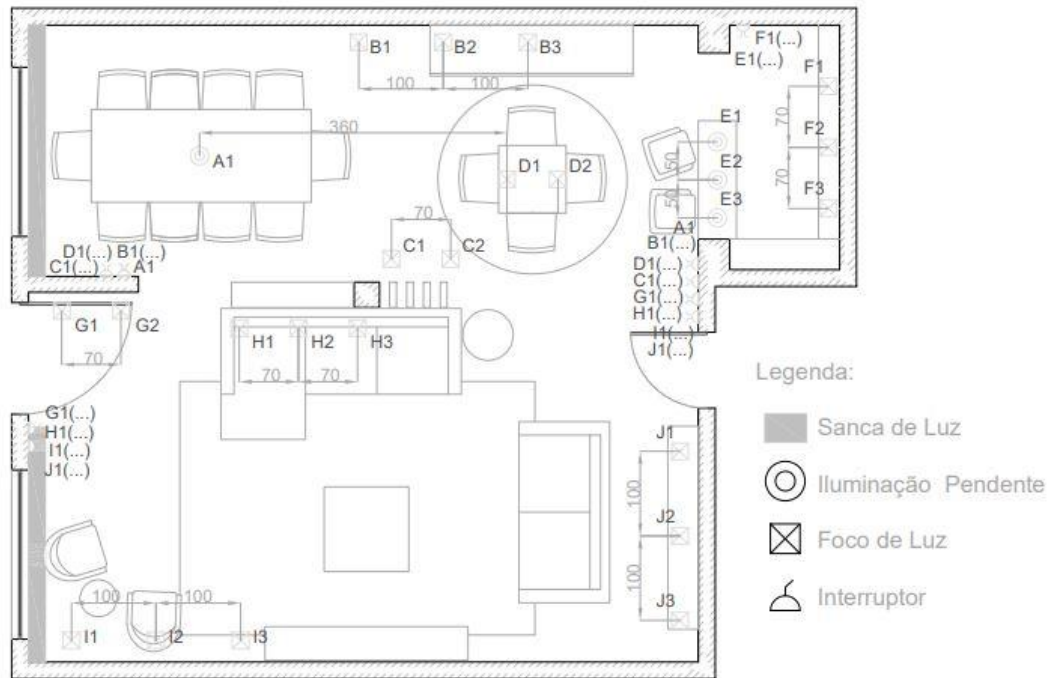 F1(...)
E1(...)
B1
B2
B3
100
100
F1
70
F2
70
F3
E1
50
E2
50
E3
360
A1
D1
D2
70
C1
C2
D1(...)
B1(...)
C1(...)
A1
A1
B1(...)
D1(...)
C1(...)
G1(...)
H1(...)
I1(...)
J1(...)
G1
G2
70
H1
H2
H3
70
70
G1(...)
H1(...)
I1(...)
J1(...)
J1
100
J2
100
J3
100
100
I1
I2
I3
Legenda:
Sanca de Luz
Iluminação Pendente
Foco de Luz
Interruptor